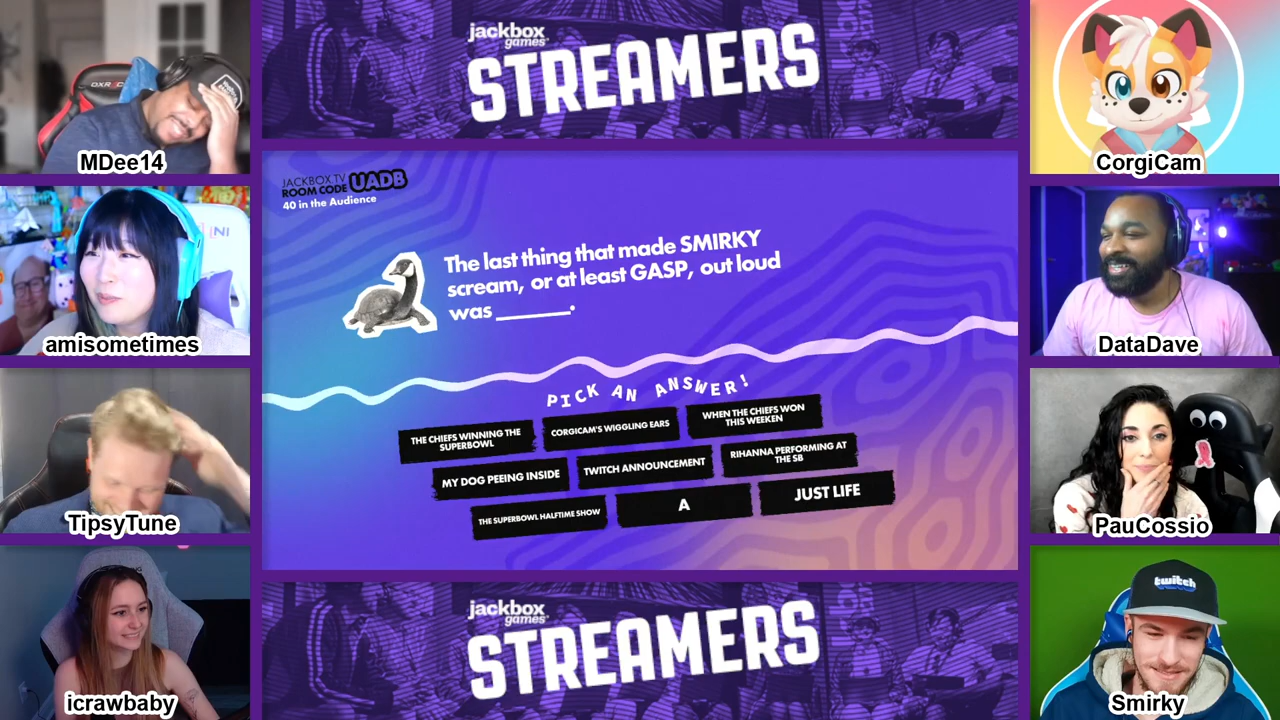 jackbox
games
STREAMERS
MDee14
CorgiCam
JACKBOX TV
ROOM CODE UADB
40 in the Audience
The last thing that made SMIRKY
scream, or at least GASP, out loud
was _______.
PICK AN ANSWER!
THE CHIEFS WINNING THE
SUPERBOWL
CORGICAM'S WIGGLING EARS
WHEN THE CHIEFS WON
THIS WEEKEN
MY DOG PEEING INSIDE
TWITCH ANNOUNCEMENT
RIHANNA PERFORMING AT
THE SB
THE SUPERBOWL HALFTIME SHOW
A
JUST LIFE
amisometimes
DataDave
TipsyTune
PauCossio
twitch
icrawbaby
Smirky
jackbox
games
STREAMERS